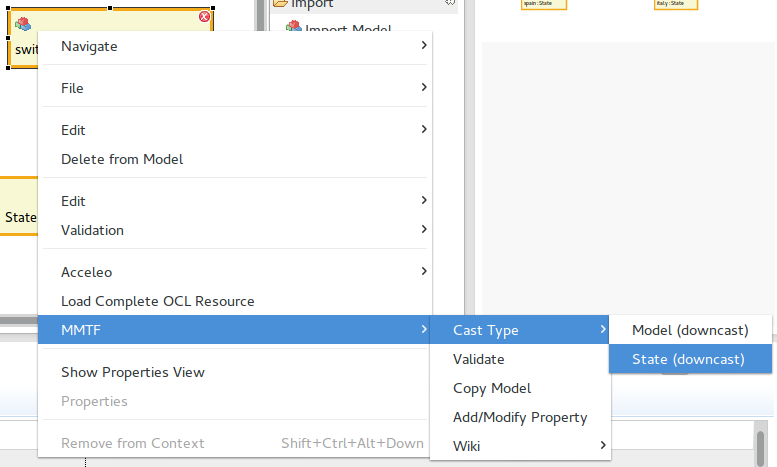 spain : State
italy : State
Import
Import Model
swit
State
Navigate
File
Edit
Delete from Model
Edit
Validation
Acceleo
Load Complete OCL Resource
MMTF
Show Properties View
Properties
Remove from Context Shift+Ctrl+Alt+Down
Cast Type
Validate
Copy Model
Add/Modify Property
Wiki
Model (downcast)
State (downcast)